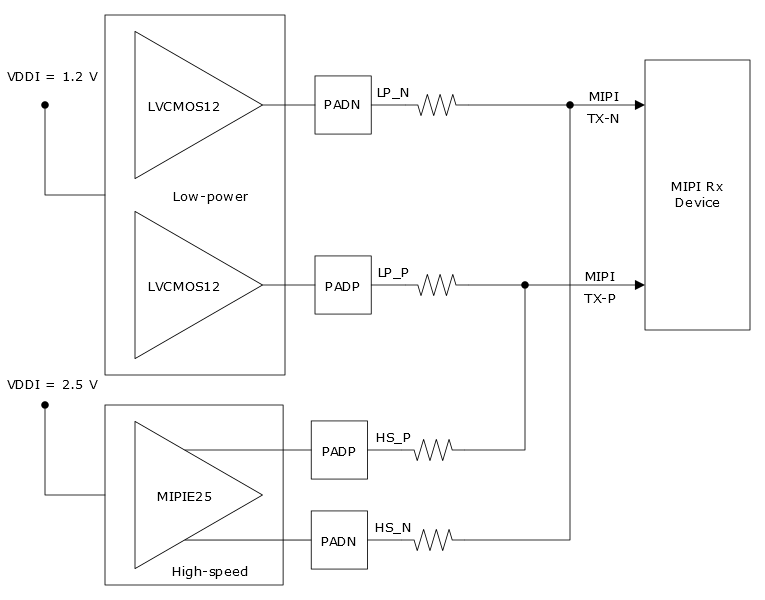 VDDI = 1.2 V
LVCMOS12
PADN
LP_N
MIPI
TX-N
Low-power
MIPI Rx
Device
LVCMOS12
PADP
LP_P
MIPI
TX-P
VDDI = 2.5 V
MIPIE25
PADP
HS_P
PADN
HS_N
High-speed